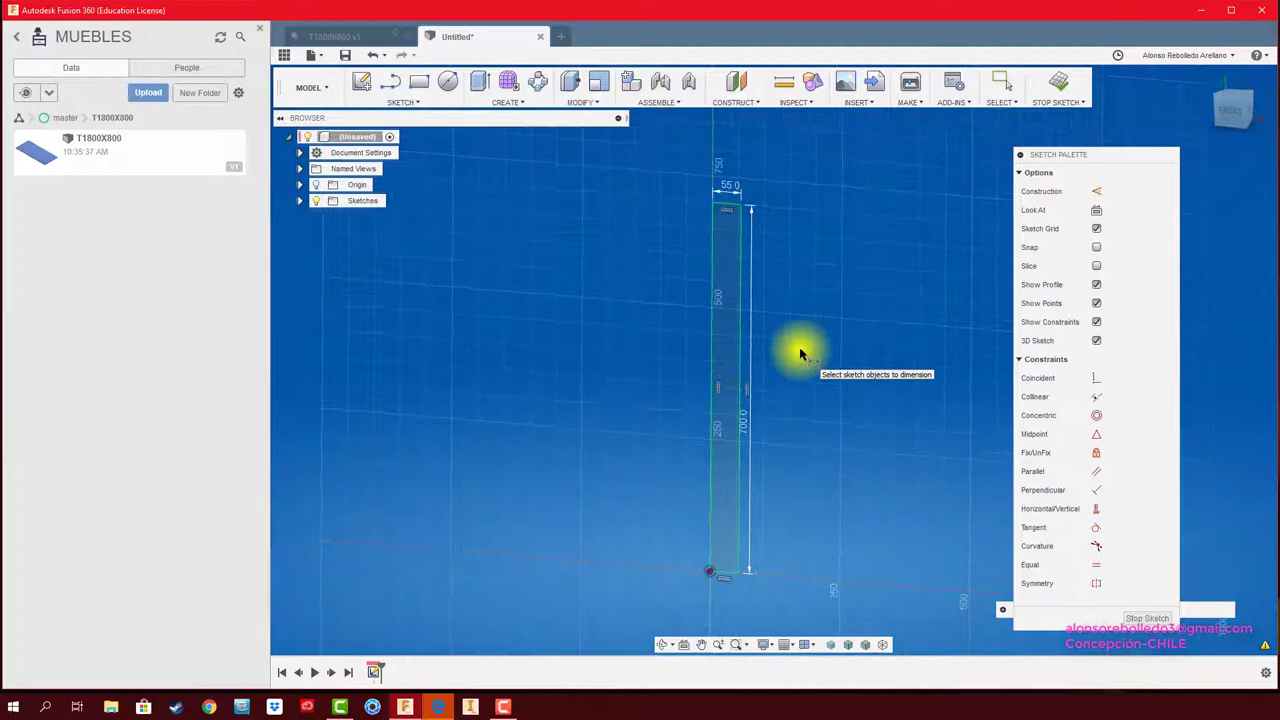 Autodesk Fusion 360 (Education License)
MUEBLES
Data
People
Upload
New Folder
master
T1800X800
T1800X800
10:35:37 AM
V1
T1800X800 v1
Untitled*
Alonso Rebolledo Arellano
MODEL
SKETCH
CREATE
MODIFY
ASSEMBLE
CONSTRUCT
INSPECT
INSERT
MAKE
ADD-INS
SELECT
STOP SKETCH
BROWSER
(Unsaved)
Document Settings
Named Views
Origin
Sketches
750
55.0
500
250
700.0
500
Select sketch objects to dimension
SKETCH PALETTE
Options
Construction
Look At
Sketch Grid
Snap
Slice
Show Profile
Show Points
Show Constraints
3D Sketch
Constraints
Coincident
Collinear
Concentric
Midpoint
Fix/UnFix
Parallel
Perpendicular
Horizontal/Vertical
Tangent
Curvature
Equal
Symmetry
Stop Sketch
alonsorebolledo3@gmail.com
Concepción-CHILE